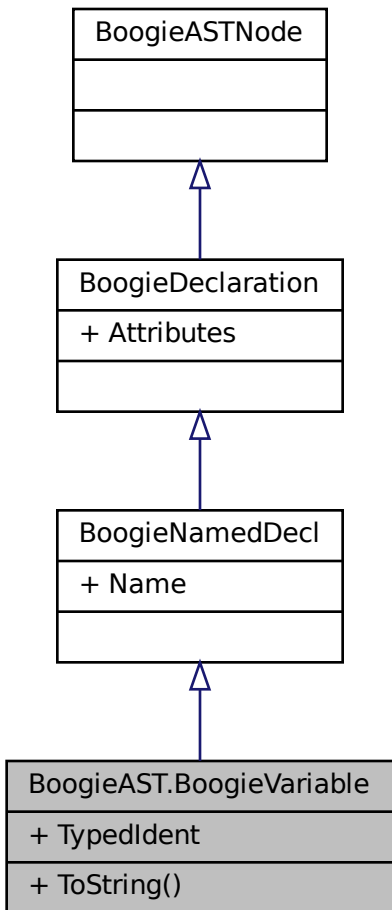 BoogieASTNode
BoogieDeclaration
+ Attributes
BoogieNamedDecl
+ Name
BoogieAST.BoogieVariable
+ TypedIdent
+ ToString()